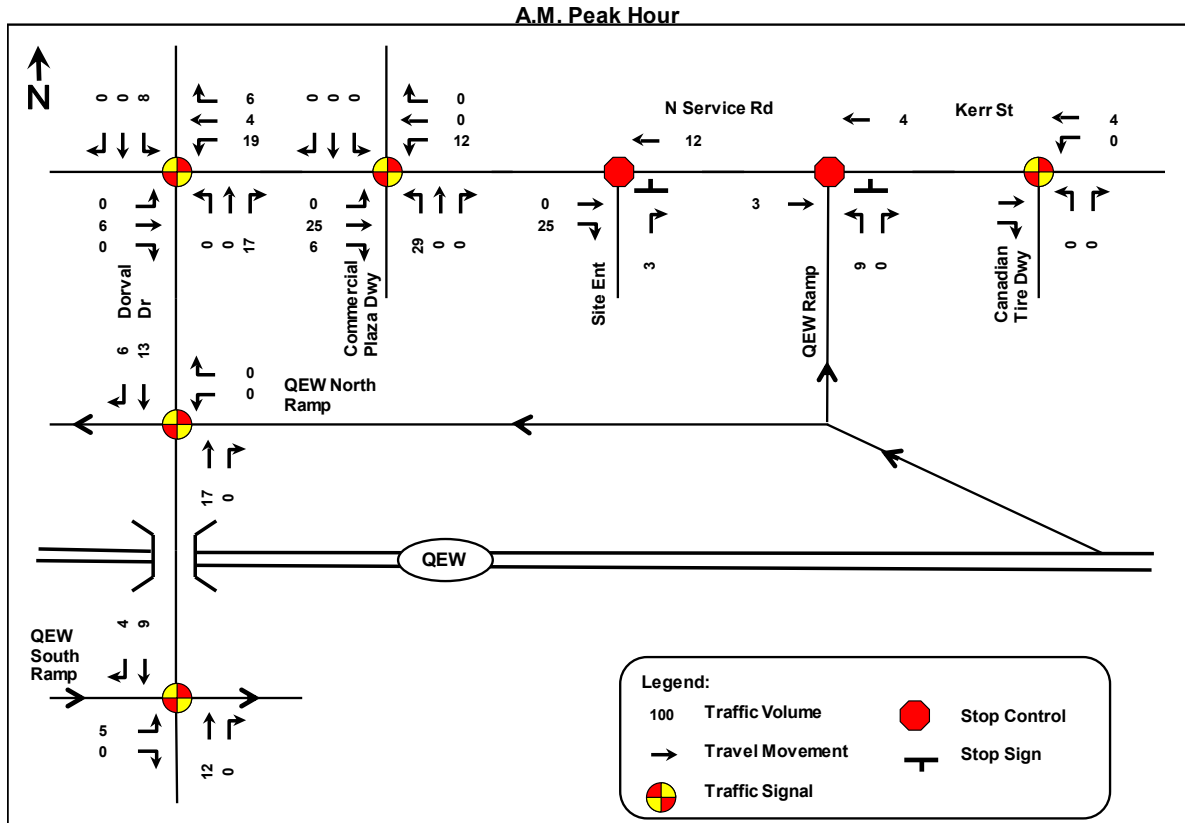 A.M. Peak Hour
N
0 0 8
6
4
19
0 0 0
0
0
12
N Service Rd
12
4
Kerr St
4
0
0
6
0
0 0 17
0
25
6
29 0 0
0
25
3
3
9 0
0 0
Dorval
Dr
Commercial
Plaza Dwy
Site Ent
QEW Ramp
Canadian
Tire Dwy
6 13
0
0
QEW North
Ramp
17 0
QEW
4 9
QEW
South
Ramp
5
0
12 0
Legend:
100 Traffic Volume
Travel Movement
Traffic Signal
Stop Control
Stop Sign